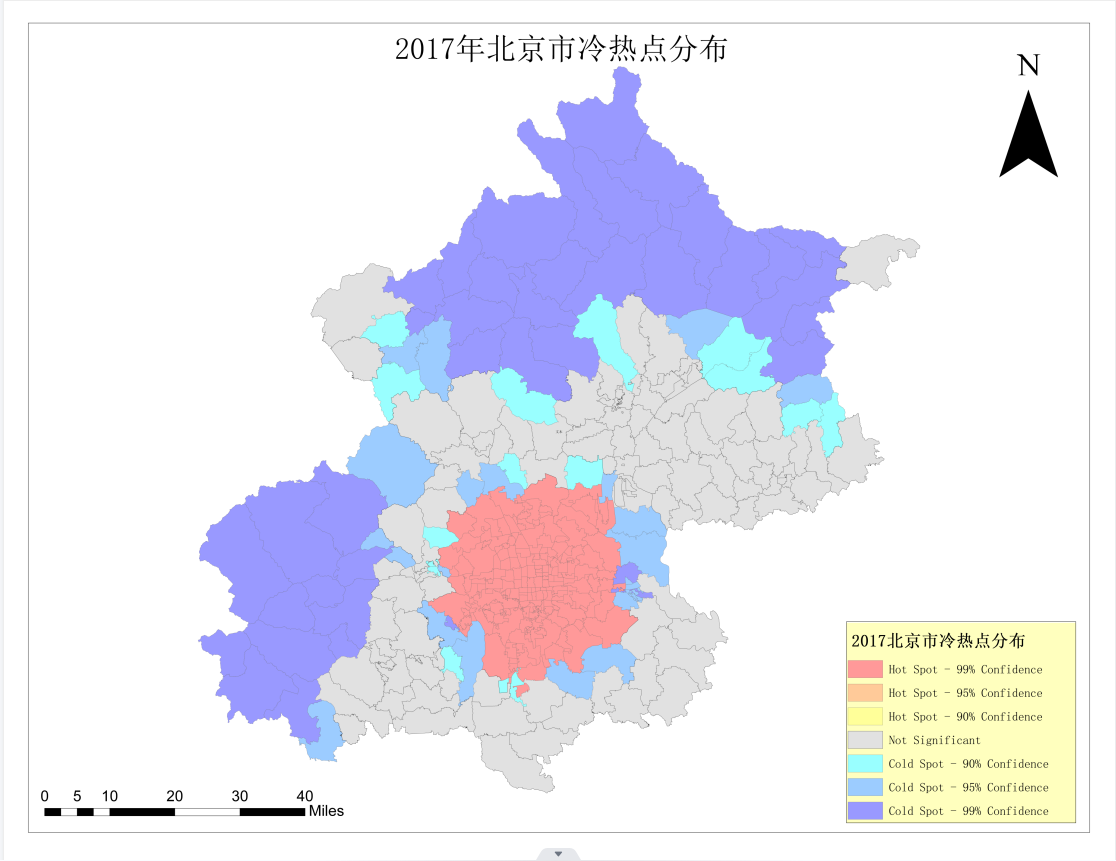 2017年北京市冷热点分布
N
2017北京市冷热点分布
Hot Spot - 99% Confidence
Hot Spot - 95% Confidence
Hot Spot - 90% Confidence
Not Significant
Cold Spot - 90% Confidence
Cold Spot - 95% Confidence
Cold Spot - 99% Confidence
0 5 10 20 30 40
Miles